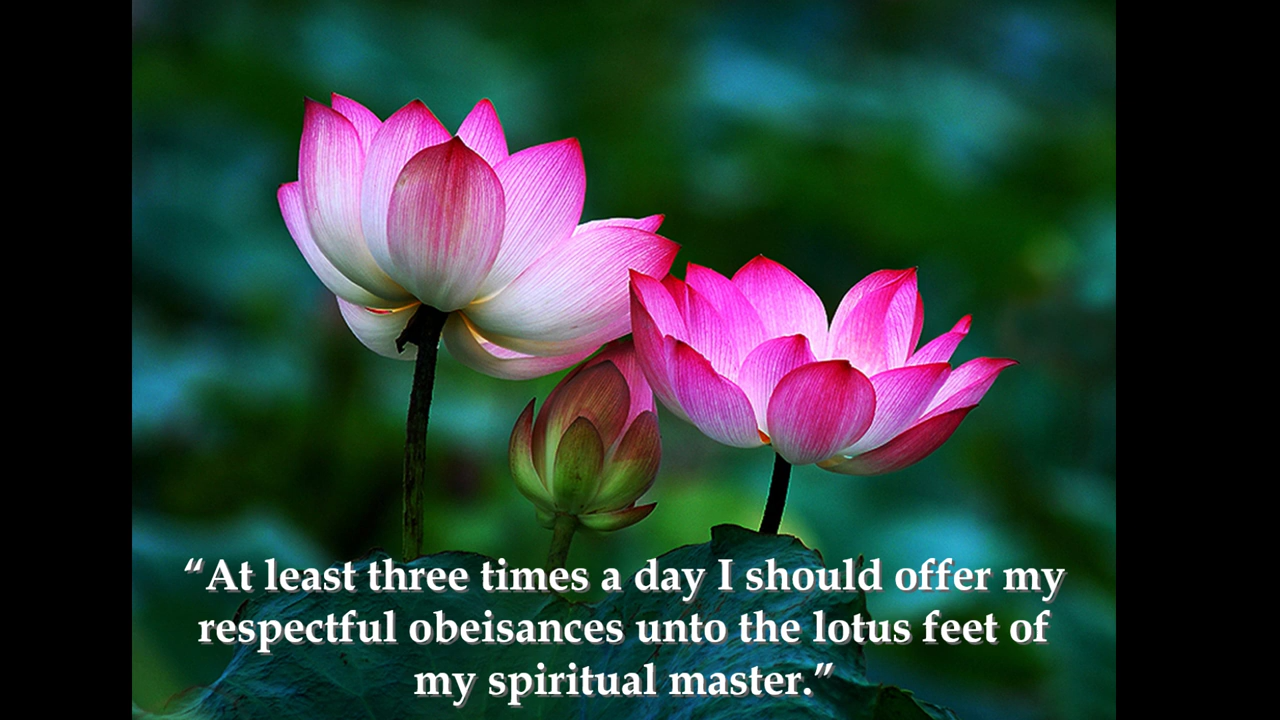 “At least three times a day I should offer my
respectful obeisances unto the lotus feet of
my spiritual master.”